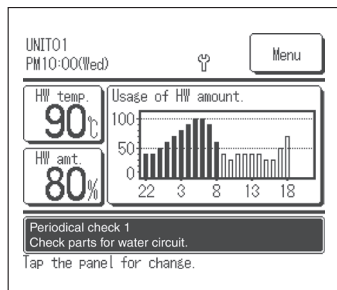 UNIT01
PM10:00(Wed)
Menu
HW temp.
90℃
Usage of HW amount.
100
50
0
22 3 8 13 18
HW amt.
80%
Periodical check 1
Check parts for water circuit.
Tap the panel for change.